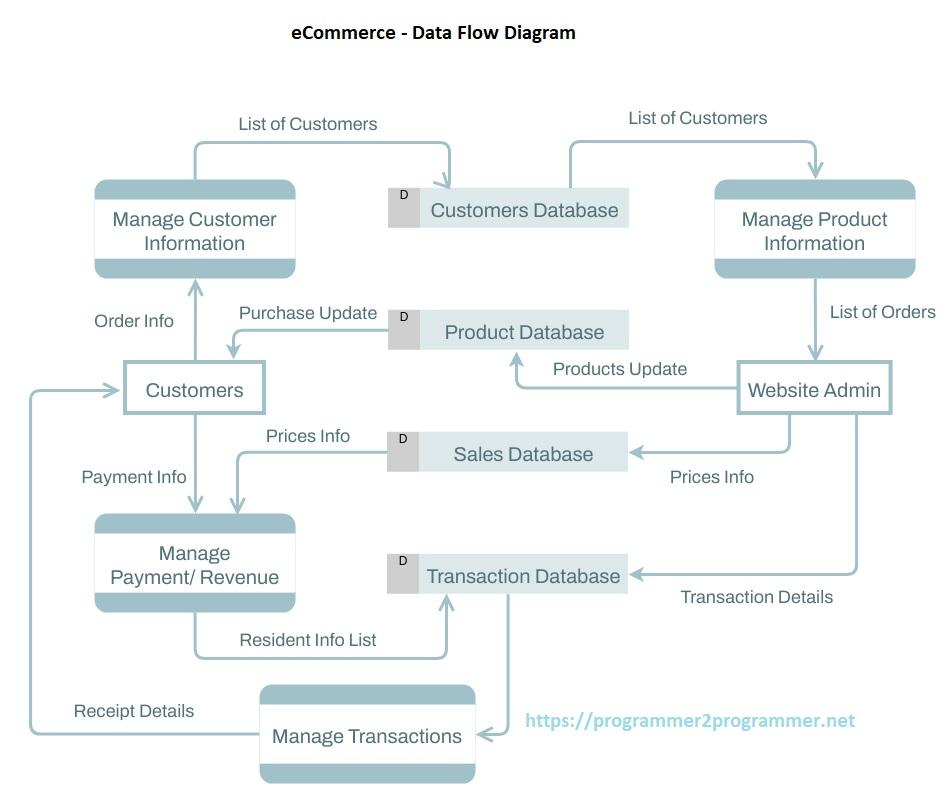 eCommerce - Data Flow Diagram
List of Customers
List of Customers
D
Customers Database
Manage Customer
Information
Manage Product
Information
Order Info
Purchase Update
D
Product Database
List of Orders
Products Update
Customers
Website Admin
Prices Info
D
Sales Database
Payment Info
Prices Info
Manage
Payment/ Revenue
D
Transaction Database
Transaction Details
Resident Info List
Receipt Details
Manage Transactions
https://programmer2programmer.net